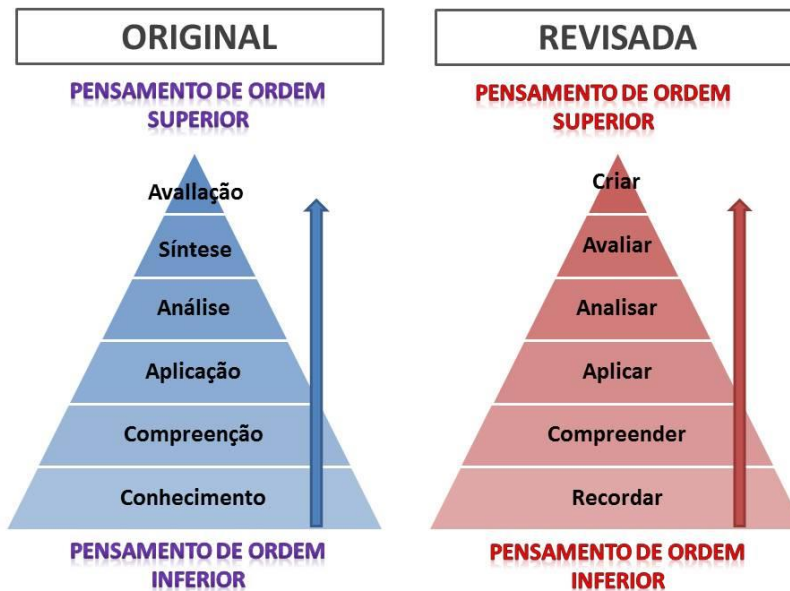 ORIGINAL
PENSAMENTO DE ORDEM
SUPERIOR
Avallação
Síntese
Análise
Aplicação
Compreenção
Conhecimento
PENSAMENTO DE ORDEM
INFERIOR
REVISADA
PENSAMENTO DE ORDEM
SUPERIOR
Criar
Avaliar
Analisar
Aplicar
Compreender
Recordar
PENSAMENTO DE ORDEM
INFERIOR